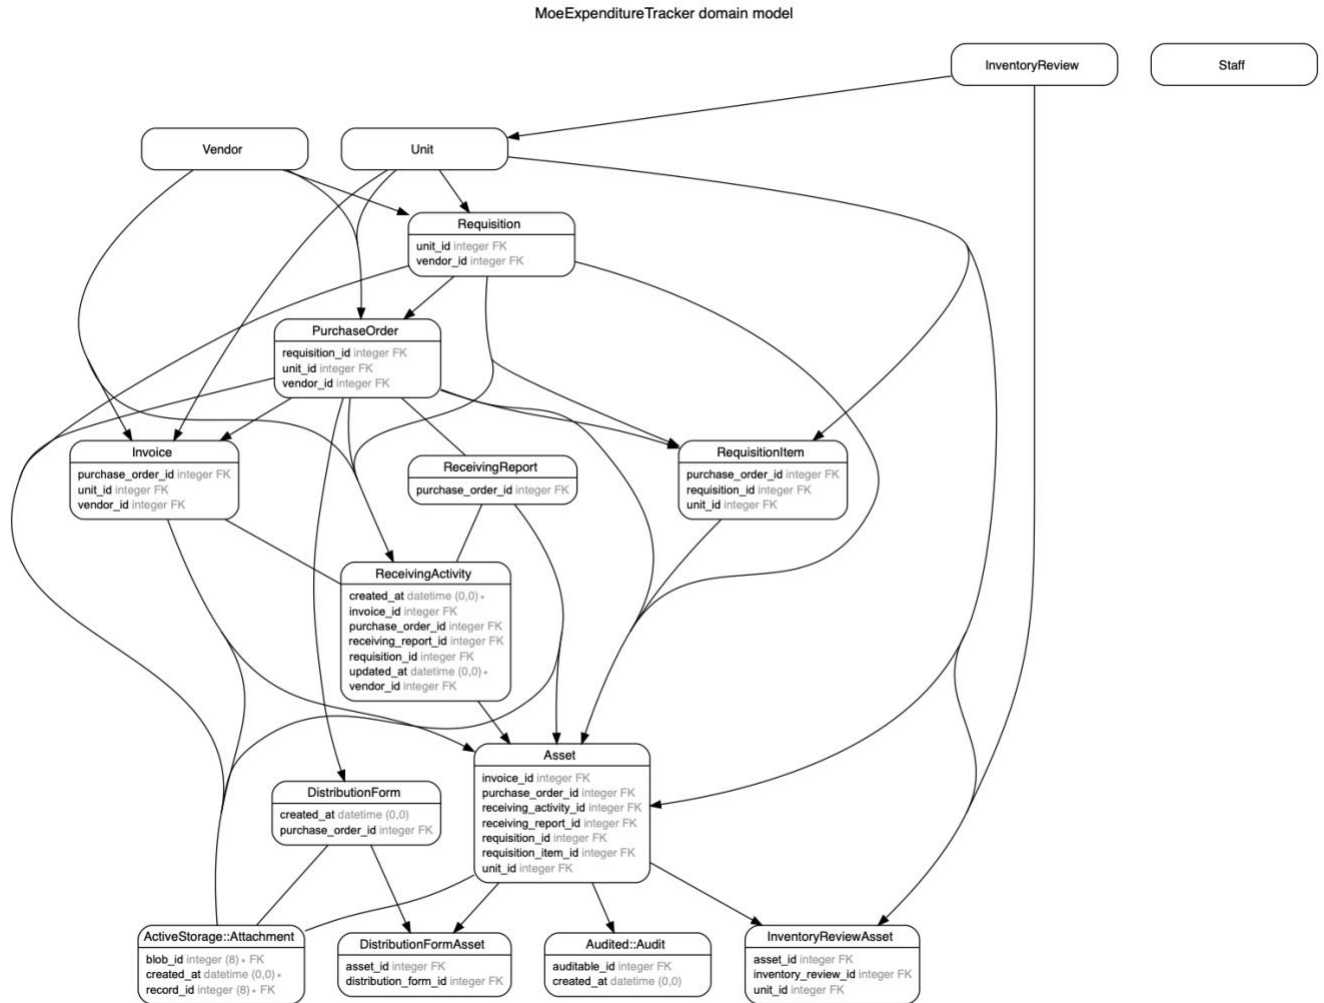 MoeExpenditureTracker domain model
InventoryReview
Staff
Vendor
Unit
Requisition
unit_id integer FK
vendor_id integer FK
PurchaseOrder
requisition_id integer FK
unit_id integer FK
vendor_id integer FK
Invoice
purchase_order_id integer FK
unit_id integer FK
vendor_id integer FK
ReceivingReport
purchase_order_id integer FK
RequisitionItem
purchase_order_id integer FK
requisition_id integer FK
unit_id integer FK
ReceivingActivity
created_at datetime (0,0) ∗
invoice_id integer FK
purchase_order_id integer FK
receiving_report_id integer FK
requisition_id integer FK
updated_at datetime (0,0) ∗
vendor_id integer FK
Asset
invoice_id integer FK
purchase_order_id integer FK
receiving_activity_id integer FK
receiving_report_id integer FK
requisition_id integer FK
requisition_item_id integer FK
unit_id integer FK
DistributionForm
created_at datetime (0,0)
purchase_order_id integer FK
ActiveStorage::Attachment
blob_id integer (8) ∗ FK
created_at datetime (0,0) ∗
record_id integer (8) ∗ FK
DistributionFormAsset
asset_id integer FK
distribution_form_id integer FK
Audited::Audit
auditable_id integer FK
created_at datetime (0,0)
InventoryReviewAsset
asset_id integer FK
inventory_review_id integer FK
unit_id integer FK